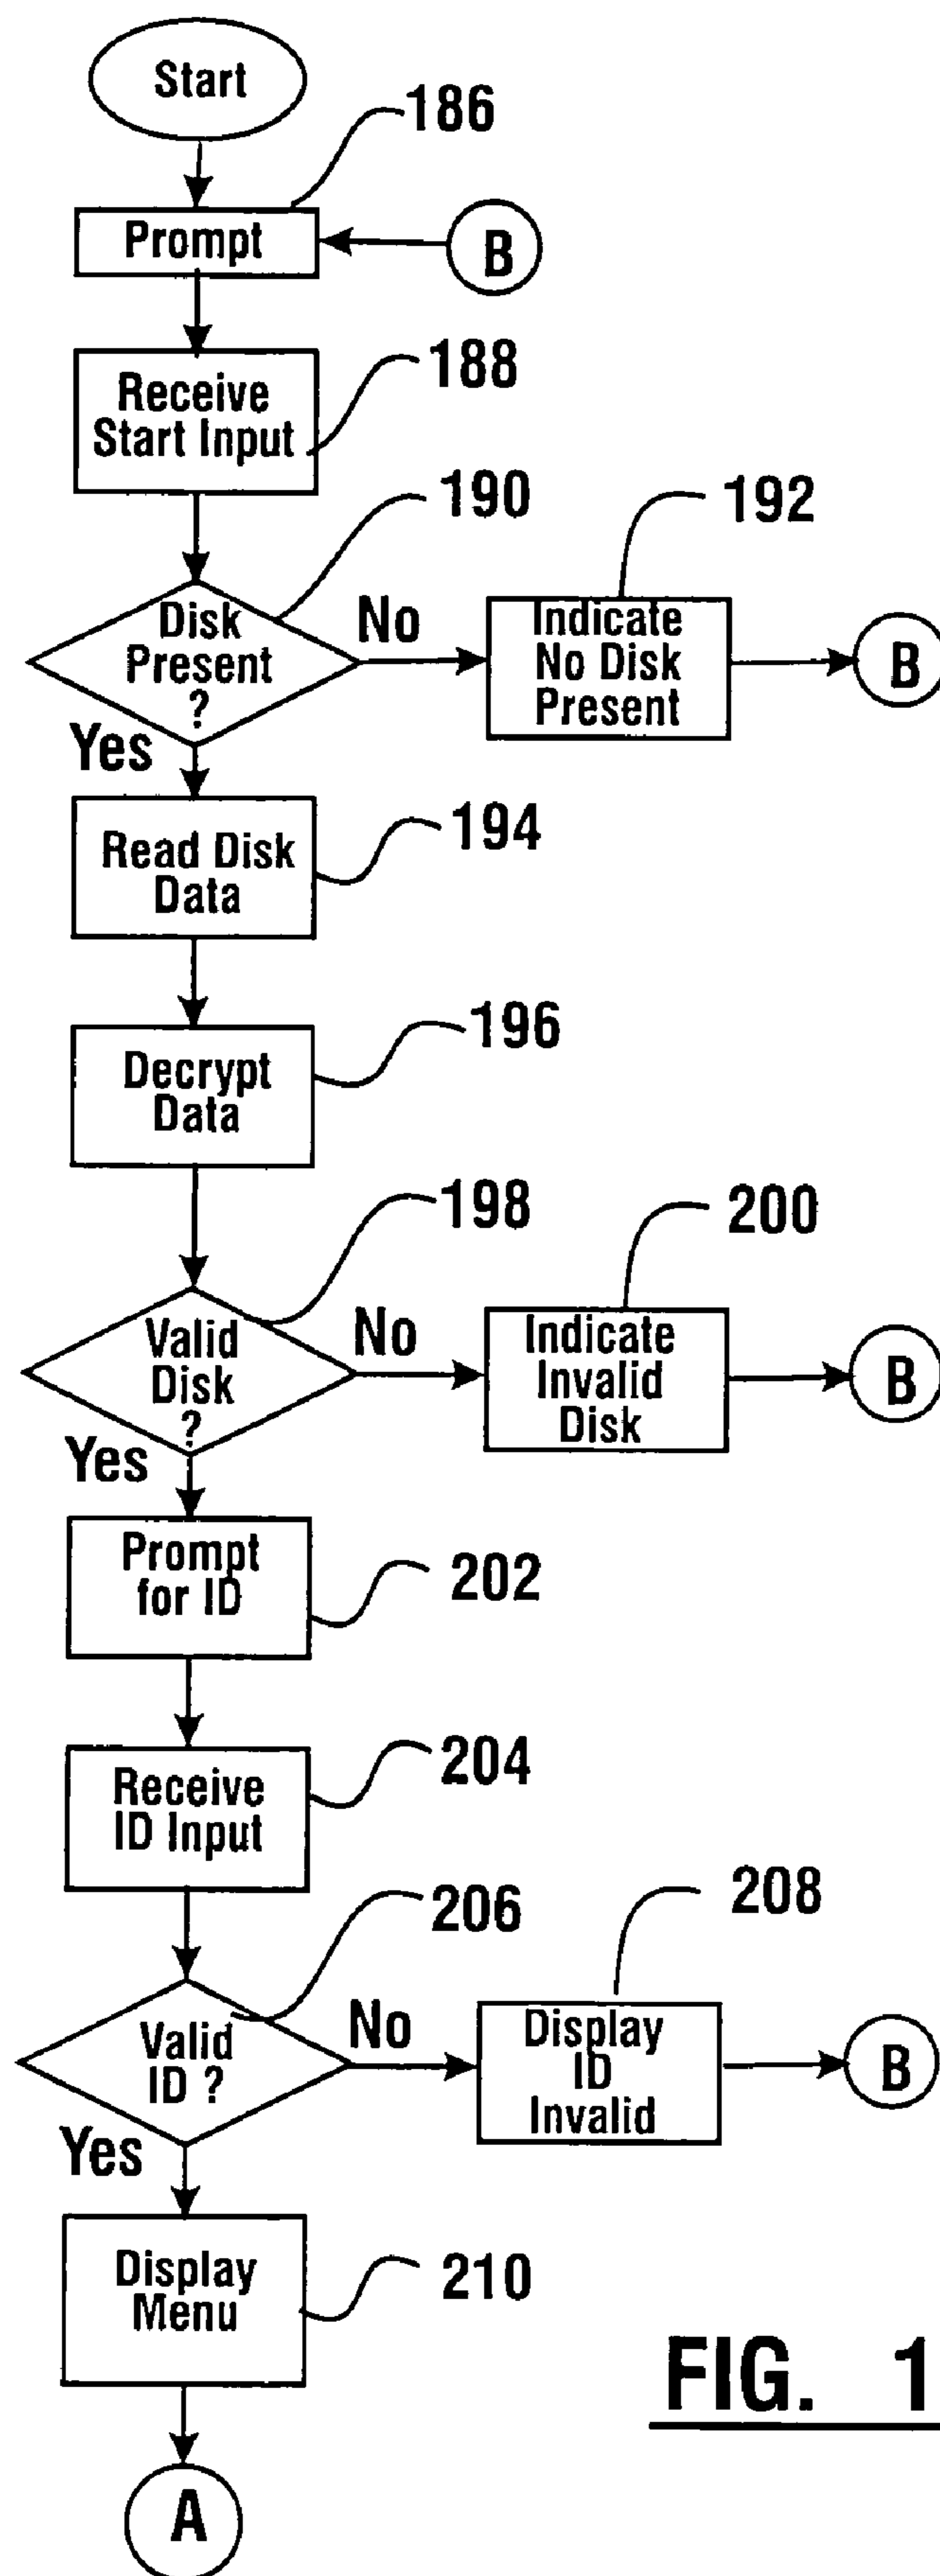 Start
186
Prompt
B
Receive
Start Input
188
190
Disk
Present
?
No
192
Indicate
No Disk
Present
B
Yes
Read Disk
Data
194
Decrypt
Data
196
198
Valid
Disk
?
No
200
Indicate
Invalid
Disk
B
Yes
Prompt
for ID
202
Receive
ID Input
204
206
Valid
ID ?
No
208
Display
ID
Invalid
B
Yes
Display
Menu
210
FIG. 1
A